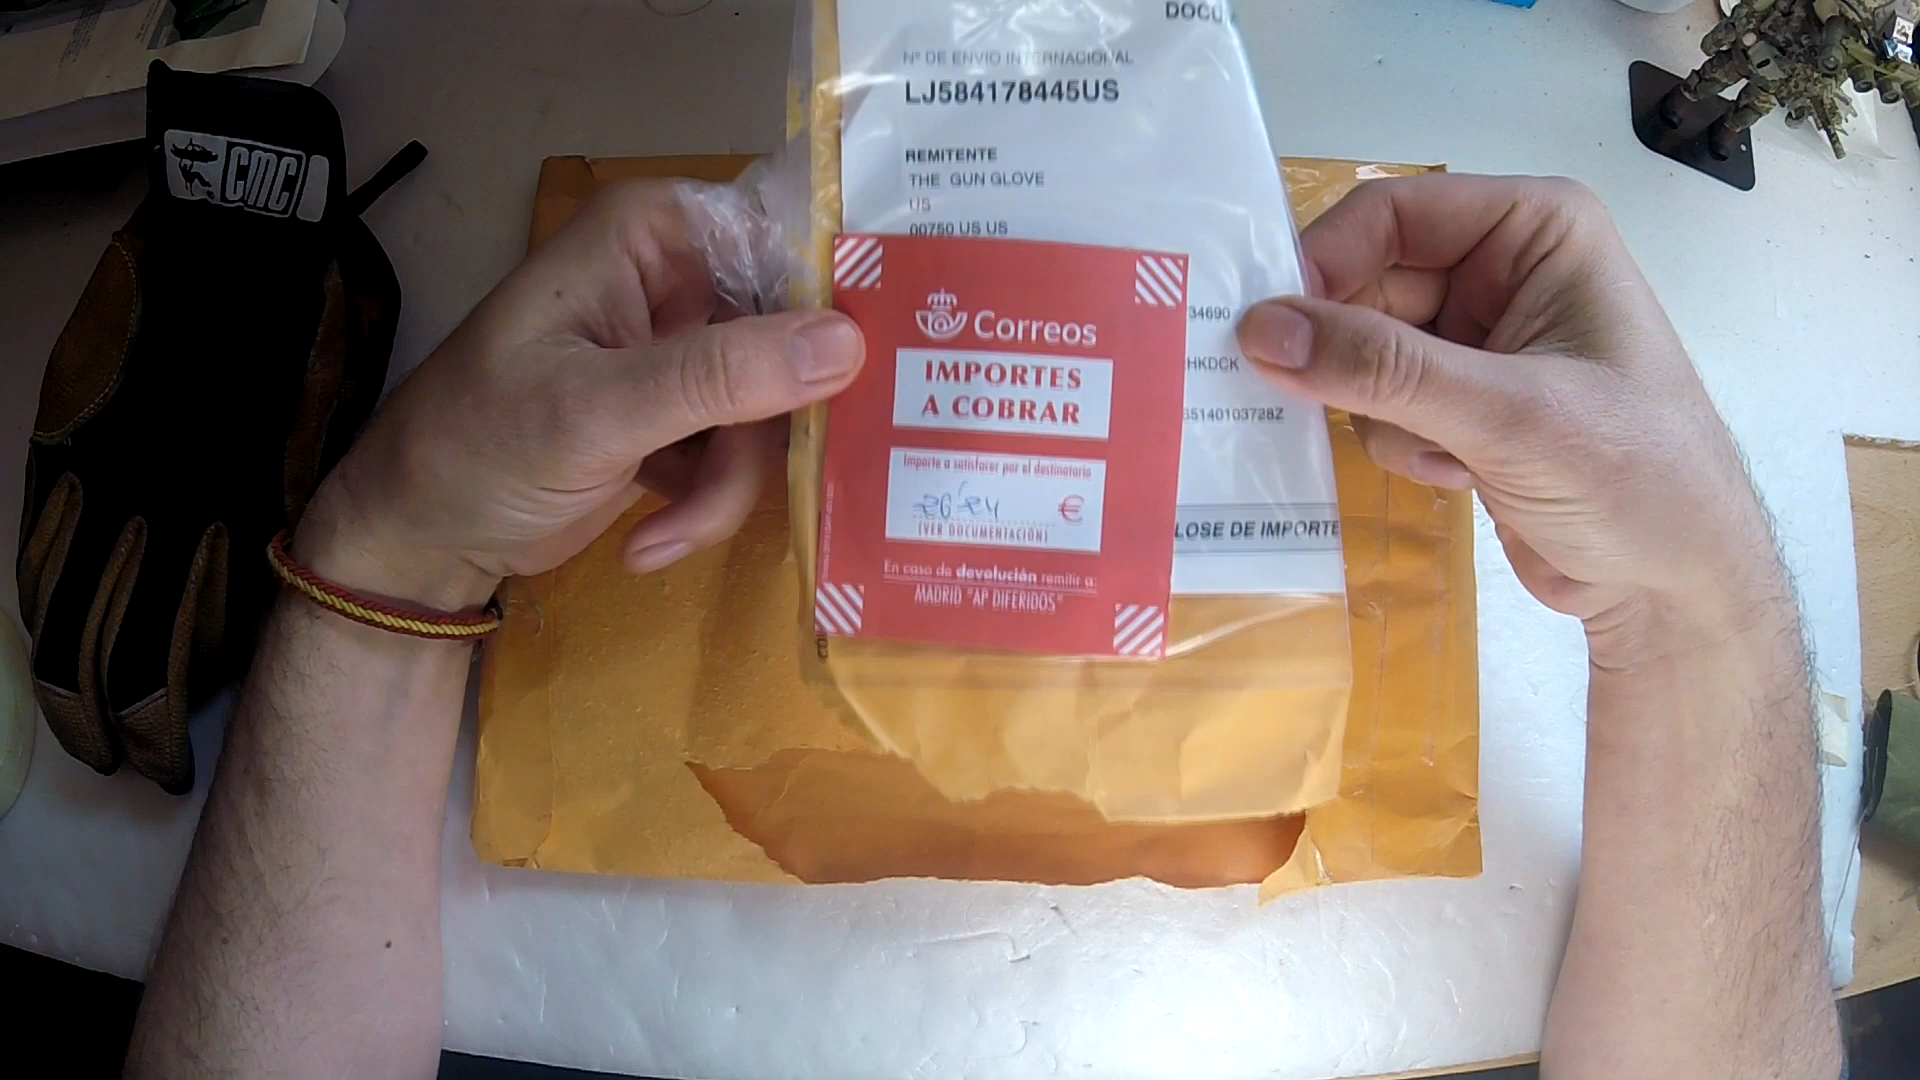 DOCU
Nº DE ENVIO INTERNACIONAL
LJ584178445US
REMITENTE
THE GUN GLOVE
US
00750 US US
34690
HKDCK
35140103728Z
LOSE DE IMPORTE
Correos
IMPORTES
A COBRAR
Importe a satisfacer por el destinatario
26'24 €
(VER DOCUMENTACIÓN)
En caso de devolución remitir a:
MADRID "AP DIFERIDOS"
CMC